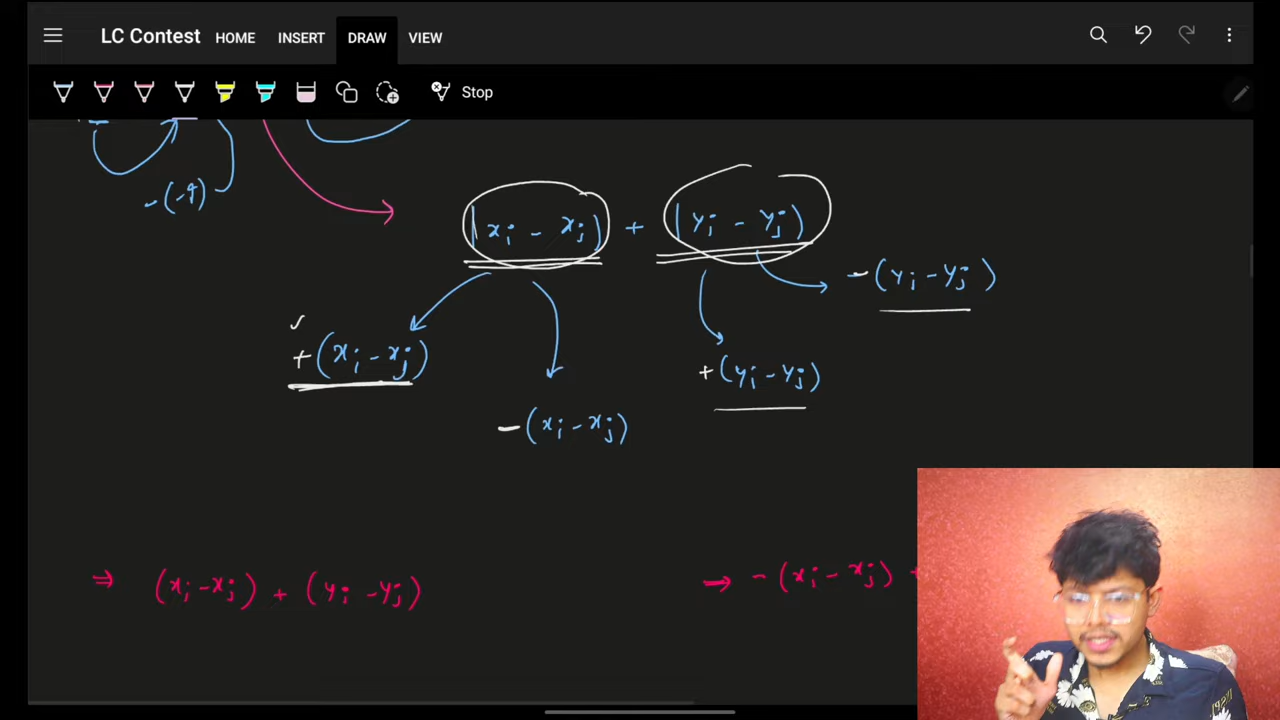 LC Contest HOME INSERT DRAW VIEW
Stop
-(-9)
|xi - xj| + |yi - yj|
-(yi - yj)
+(xi - xj)
+(yi - yj)
-(xi - xj)
⇒ (xi - xj) + (yi - yj)
→ -(xi - xj) +